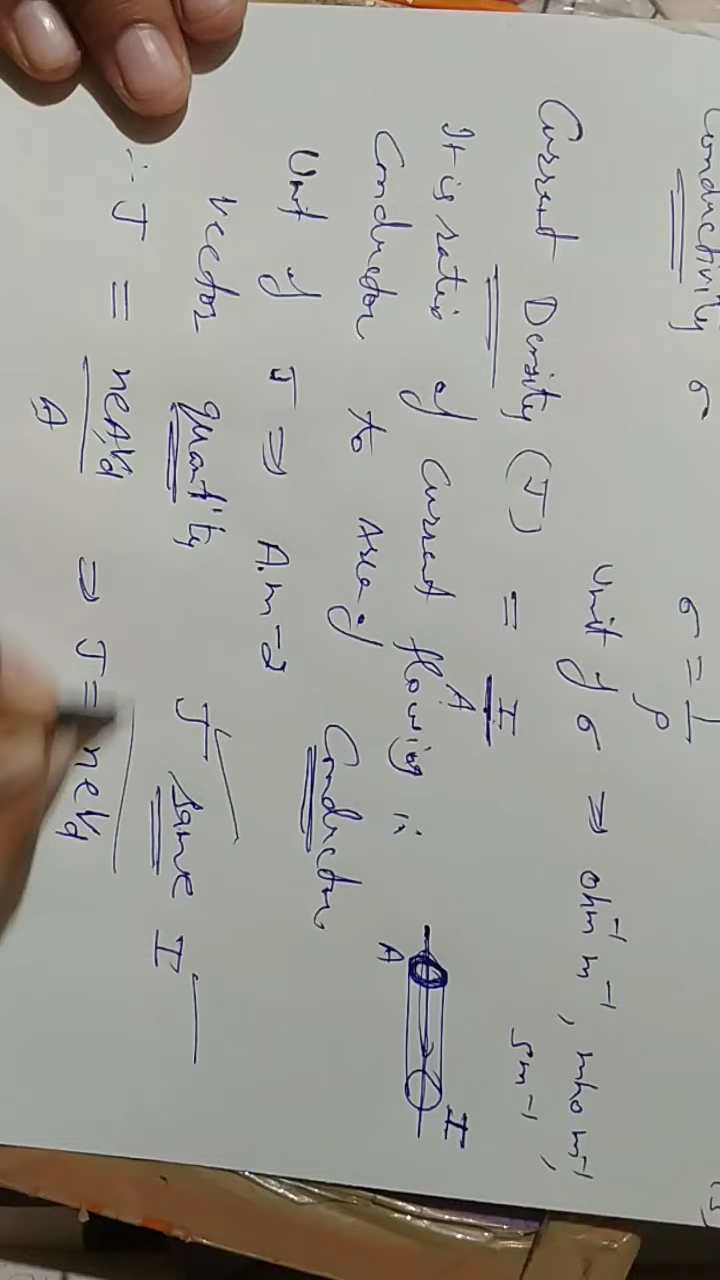 Conductivity σ σ = 1/ρ
Unit of σ ⇒ ohm⁻¹ m⁻¹, mho m⁻¹,
Sm⁻¹
Current Density (J) = I/A
It is ratio of current flowing in
Conductor to Area of Conductor
I
A
Unit of J ⇒ A.m⁻²
Vector quantity J⃗ same I⃗
∴ J = neAVd/A ⇒ J = neVd